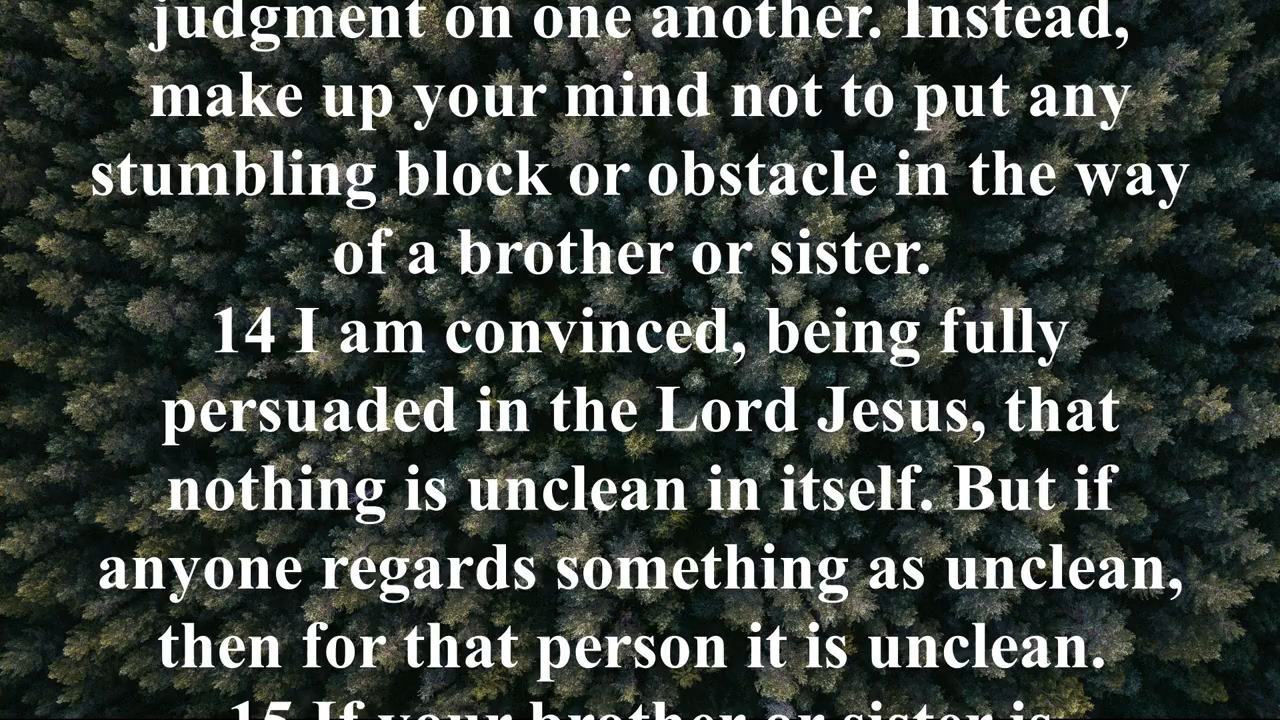 judgment on one another. Instead,
make up your mind not to put any
stumbling block or obstacle in the way
of a brother or sister.
14 I am convinced, being fully
persuaded in the Lord Jesus, that
nothing is unclean in itself. But if
anyone regards something as unclean,
then for that person it is unclean.
15 If your brother or sister is